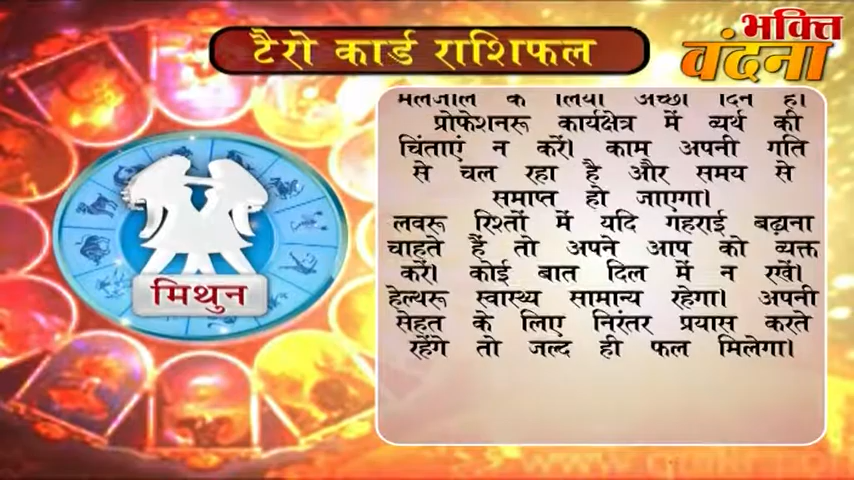 टैरो कार्ड राशिफल
भक्ति
वंदना
के लिया अच्छा दिन है।
प्रोफेशनरू कार्यक्षेत्र में व्यर्थ की
चिंताएं न करें। काम अपनी गति
से चल रहा है और समय से
समाप्त हो जाएगा।
लवरू रिश्तों में यदि गहराई बढ़ाना
चाहते हैं तो अपने आप को व्यक्त
करें। कोई बात दिल में न रखें।
हेल्थरू स्वास्थ्य सामान्य रहेगा। अपनी
सेहत के लिए निरंतर प्रयास करते
रहेंगे तो जल्द ही फल मिलेगा।
मिथुन